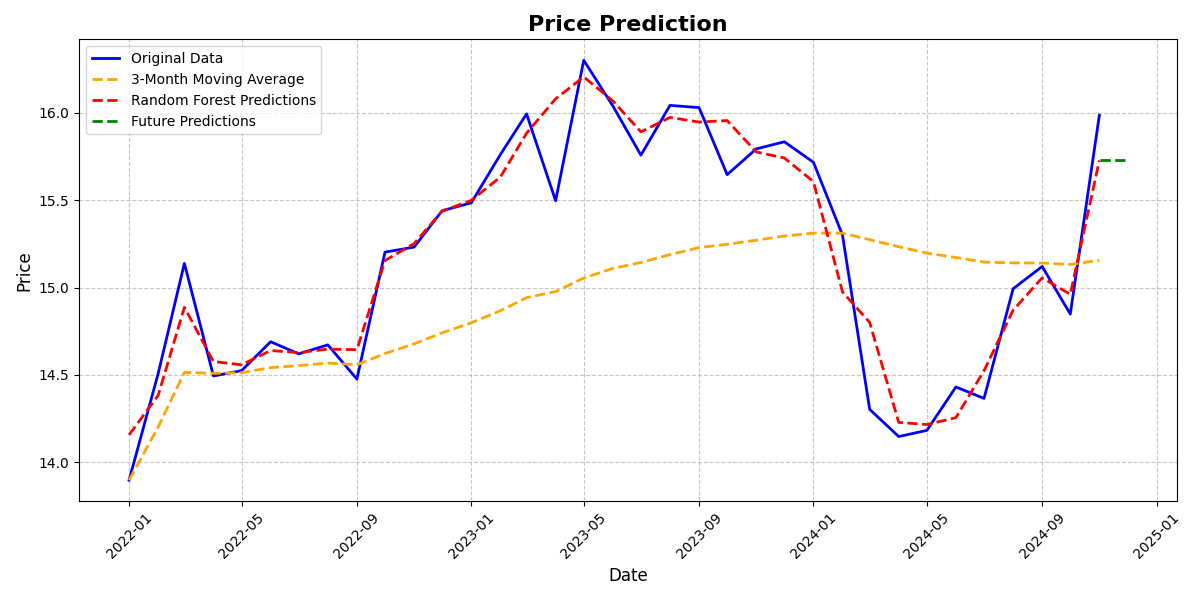 Price Prediction
Original Data
3-Month Moving Average
Random Forest Predictions
Future Predictions
Price
16.0
15.5
15.0
14.5
14.0
2022-01
2022-05
2022-09
2023-01
2023-05
2023-09
2024-01
2024-05
2024-09
2025-01
Date